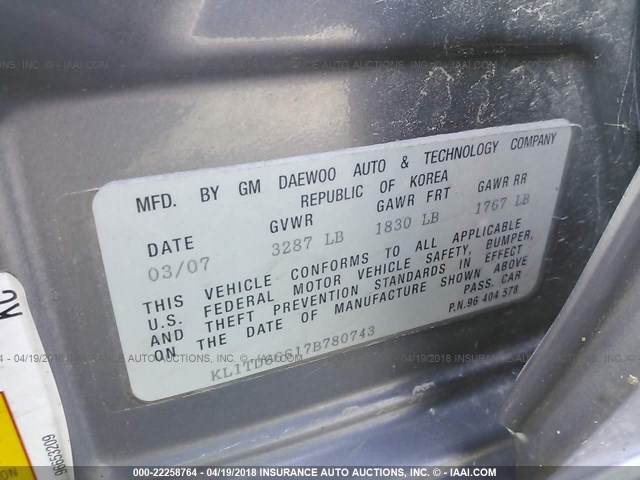 MFD. BY GM DAEWOO AUTO & TECHNOLOGY COMPANY
REPUBLIC OF KOREA
DATE GVWR GAWR FRT GAWR RR
03/07 3287 LB 1830 LB 1767 LB
THIS VEHICLE CONFORMS TO ALL APPLICABLE
U.S. FEDERAL MOTOR VEHICLE SAFETY, BUMPER,
AND THEFT PREVENTION STANDARDS IN EFFECT
ON THE DATE OF MANUFACTURE SHOWN ABOVE
PASS. CAR
P.N.96 404 578
96553209
000-22258764 - 04/19/2018 INSURANCE AUTO AUCTIONS, INC. - © IAAI.COM